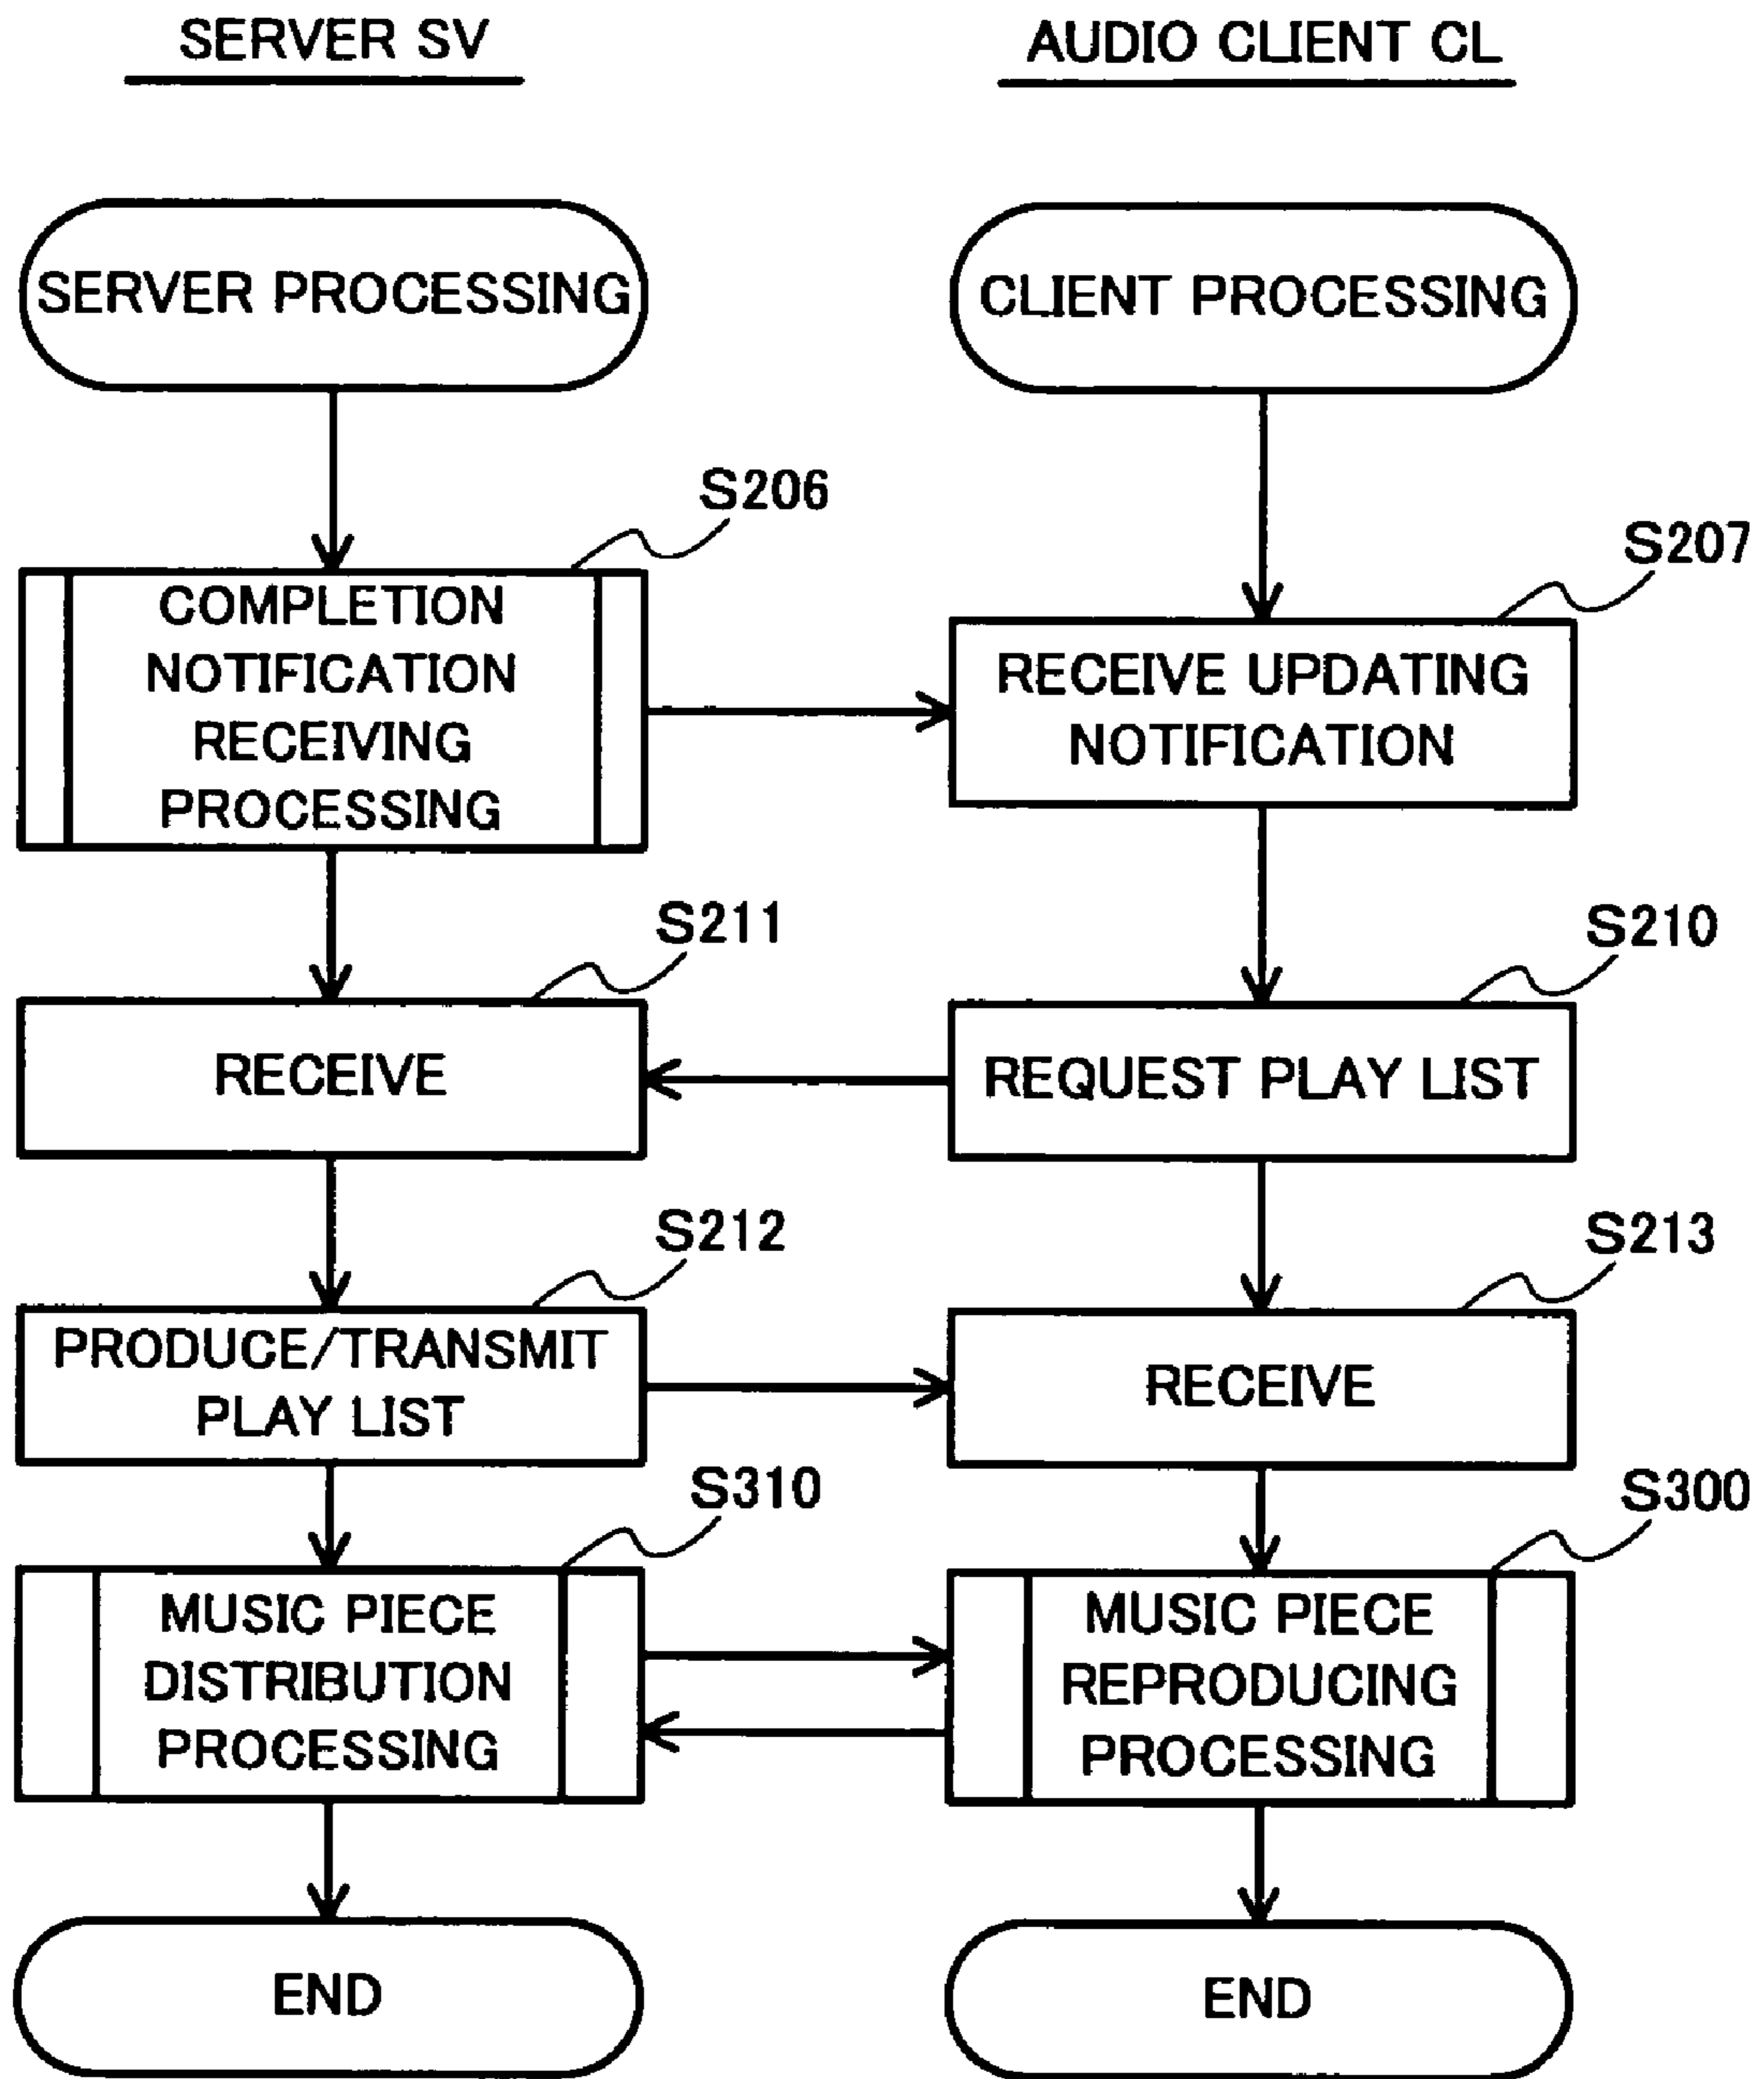 SERVER SV
AUDIO CLIENT CL
SERVER PROCESSING
CLIENT PROCESSING
S206
S207
COMPLETION
NOTIFICATION
RECEIVING
PROCESSING
RECEIVE UPDATING
NOTIFICATION
S211
S210
RECEIVE
REQUEST PLAY LIST
S212
S213
PRODUCE/TRANSMIT
PLAY LIST
RECEIVE
S310
S300
MUSIC PIECE
DISTRIBUTION
PROCESSING
MUSIC PIECE
REPRODUCING
PROCESSING
END
END